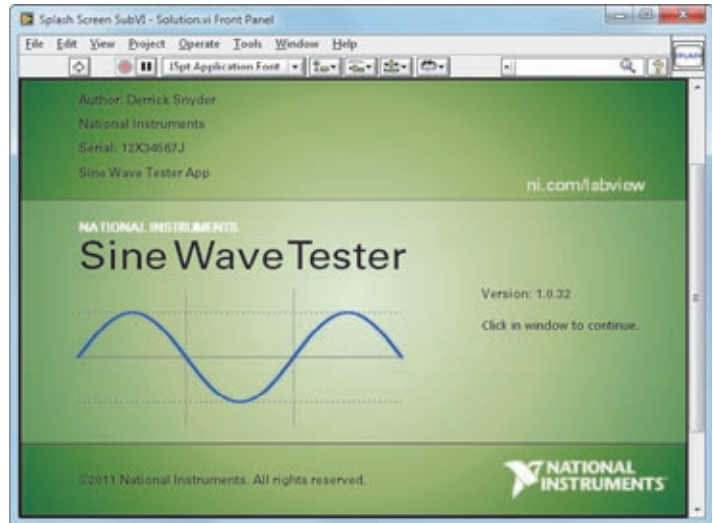 Splash Screen SubVI - Solution.vi Front Panel
File Edit View Project Operate Tools Window Help
15pt Application Font
SPLASH
Author: Derrick Snyder
National Instruments
Serial: 12X34567J
Sine Wave Tester App
ni.com/labview
NATIONAL INSTRUMENTS
Sine Wave Tester
Version: 1.0.32
Click in window to continue.
©2011 National Instruments. All rights reserved.
NATIONAL
INSTRUMENTS